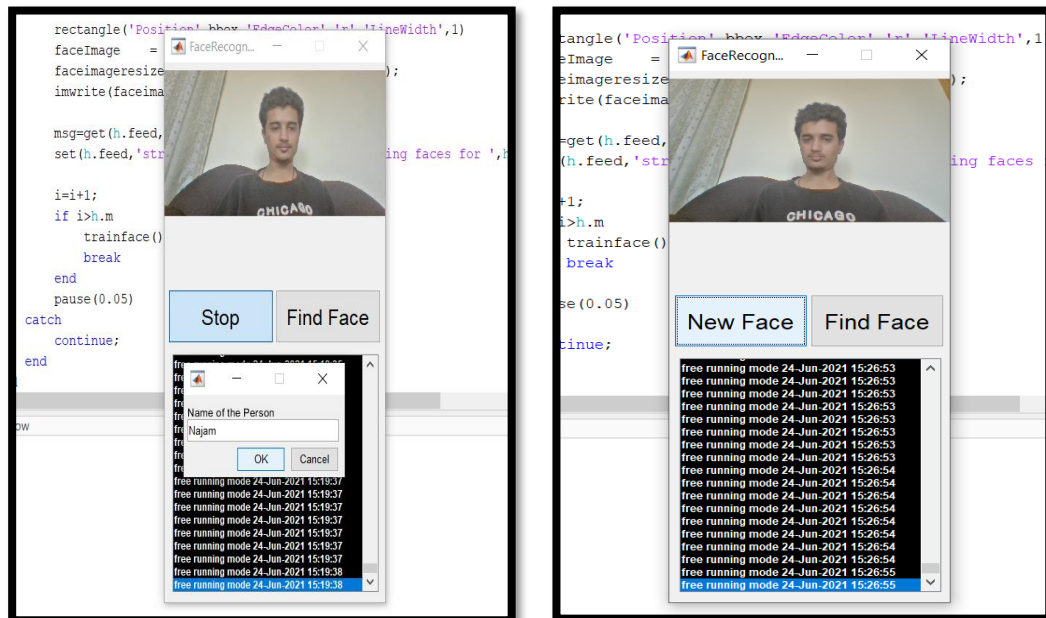 rectangle('Position',bbox,'EdgeColor','r','LineWidth',1)
faceImage =
faceimageresize );
imwrite(faceima
msg=get(h.feed,
set(h.feed,'str ing faces for ',h
i=i+1;
if i>h.m
trainface()
break
end
pause(0.05)
catch
continue;
end
ow
FaceRecogn...
CHICAGO
Stop
Find Face
Name of the Person
Najam
OK
Cancel
free running mode 24-Jun-2021 15:19:37
free running mode 24-Jun-2021 15:19:37
free running mode 24-Jun-2021 15:19:37
free running mode 24-Jun-2021 15:19:37
free running mode 24-Jun-2021 15:19:37
free running mode 24-Jun-2021 15:19:37
free running mode 24-Jun-2021 15:19:37
free running mode 24-Jun-2021 15:19:38
free running mode 24-Jun-2021 15:19:38
tangle('Position',bbox,'EdgeColor','r','LineWidth',1
eImage =
eimageresize );
rite(faceima
=get(h.feed,
(h.feed,'str ing faces
+1;
i>h.m
trainface()
break
se(0.05)
tinue;
FaceRecogn...
CHICAGO
New Face
Find Face
free running mode 24-Jun-2021 15:26:53
free running mode 24-Jun-2021 15:26:53
free running mode 24-Jun-2021 15:26:53
free running mode 24-Jun-2021 15:26:53
free running mode 24-Jun-2021 15:26:53
free running mode 24-Jun-2021 15:26:53
free running mode 24-Jun-2021 15:26:53
free running mode 24-Jun-2021 15:26:53
free running mode 24-Jun-2021 15:26:54
free running mode 24-Jun-2021 15:26:54
free running mode 24-Jun-2021 15:26:54
free running mode 24-Jun-2021 15:26:54
free running mode 24-Jun-2021 15:26:54
free running mode 24-Jun-2021 15:26:54
free running mode 24-Jun-2021 15:26:54
free running mode 24-Jun-2021 15:26:54
free running mode 24-Jun-2021 15:26:55
free running mode 24-Jun-2021 15:26:55